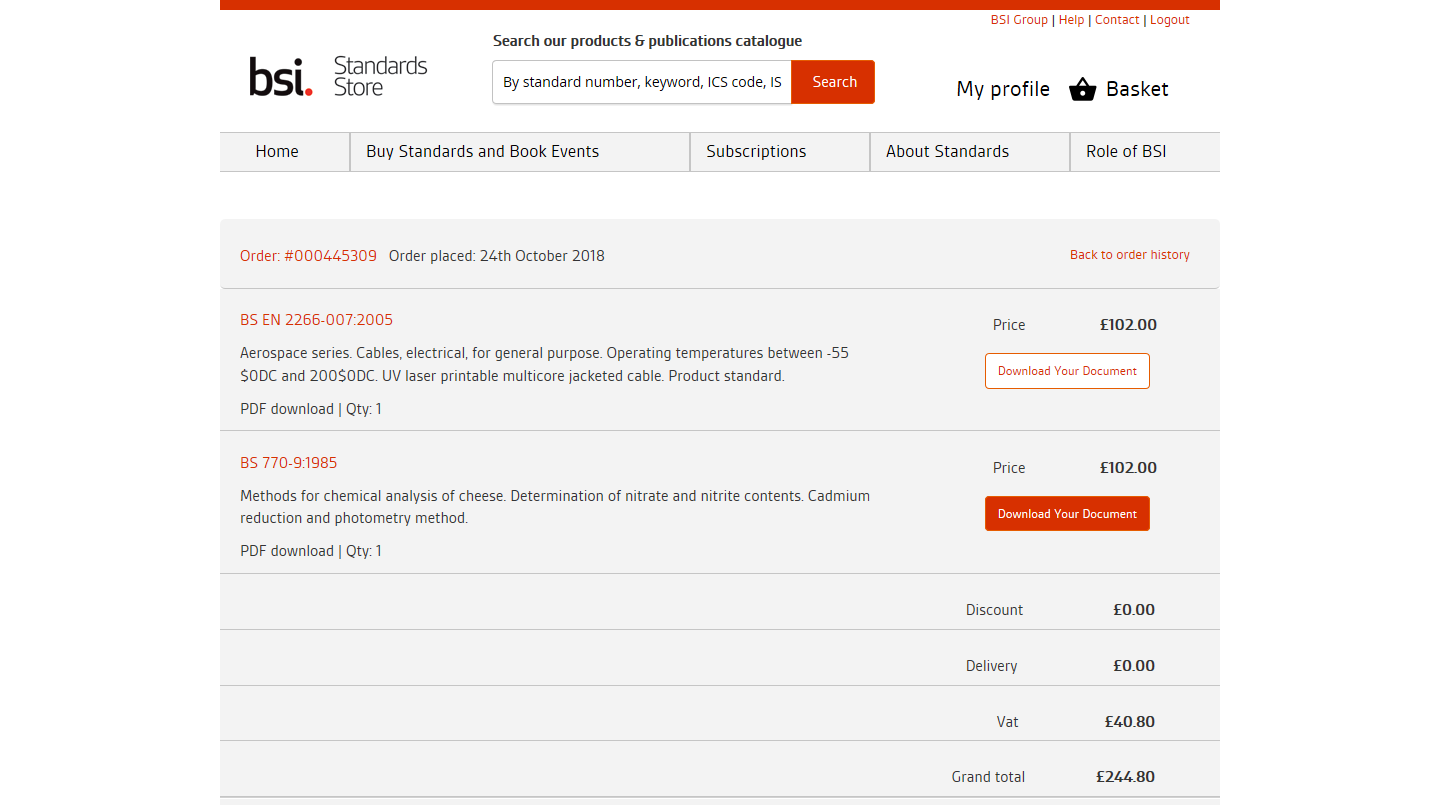 BSI Group | Help | Contact | Logout
Search our products & publications catalogue
bsi. Standards
Store
By standard number, keyword, ICS code, IS
Search
My profile
Basket
Home
Buy Standards and Book Events
Subscriptions
About Standards
Role of BSI
Order: #000445309 Order placed: 24th October 2018
Back to order history
BS EN 2266-007:2005
Aerospace series. Cables, electrical, for general purpose. Operating temperatures between -55
$0DC and 200$0DC. UV laser printable multicore jacketed cable. Product standard.
PDF download | Qty: 1
Price £102.00
Download Your Document
BS 770-9:1985
Methods for chemical analysis of cheese. Determination of nitrate and nitrite contents. Cadmium
reduction and photometry method.
PDF download | Qty: 1
Price £102.00
Download Your Document
Discount £0.00
Delivery £0.00
Vat £40.80
Grand total £244.80